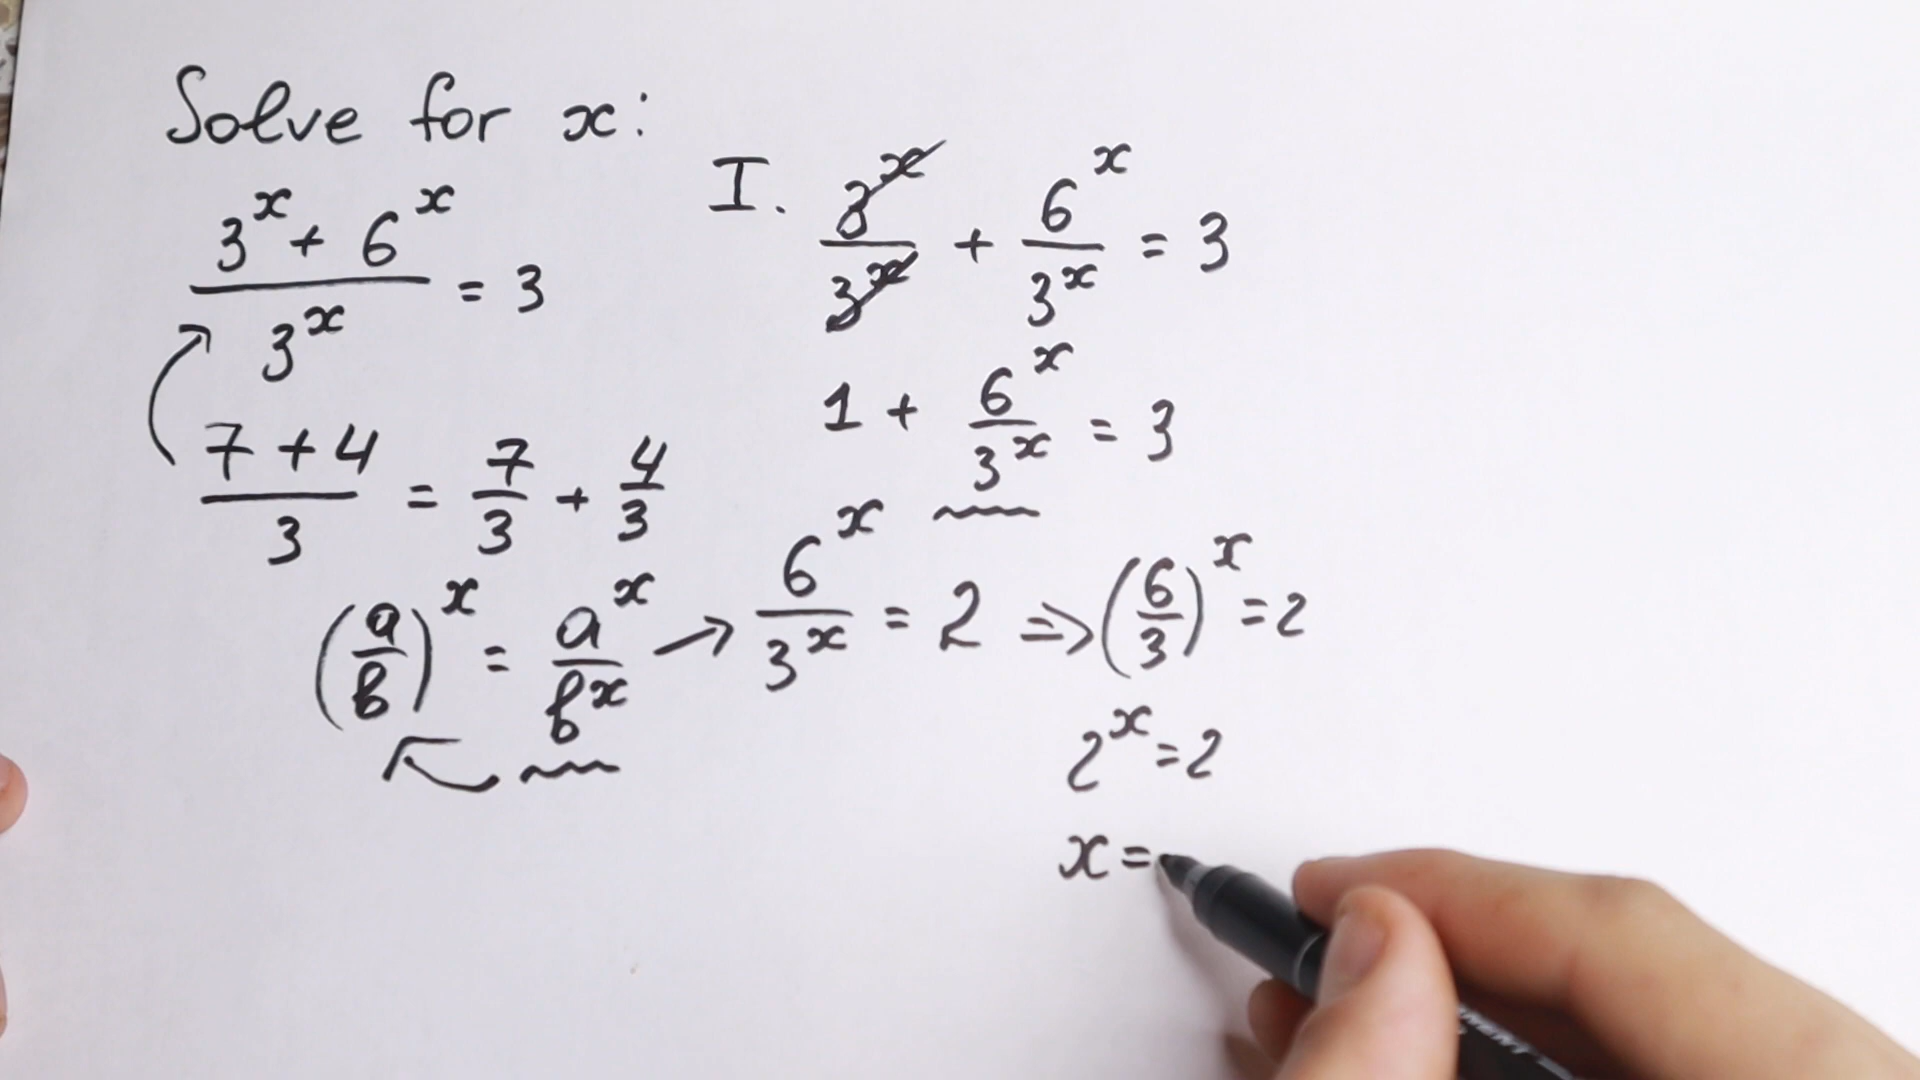 Solve for x:
(3^x + 6^x)/3^x = 3
(7 + 4)/3 = 7/3 + 4/3
(a/b)^x = a^x/b^x
I. 3^x/3^x + 6^x/3^x = 3
1 + 6^x/3^x = 3
6^x/3^x = 2 ⇒ (6/3)^x = 2
2^x = 2
x =